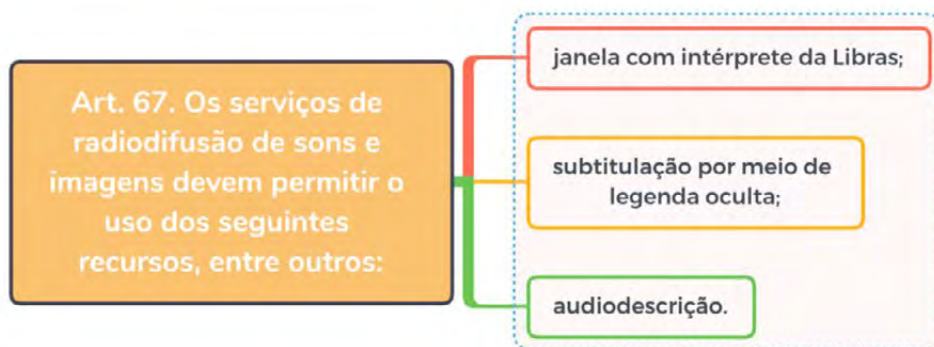 Art. 67. Os serviços de
radiodifusão de sons e
imagens devem permitir o
uso dos seguintes
recursos, entre outros:
janela com intérprete da Libras;
subtitulação por meio de
legenda oculta;
audiodescrição.